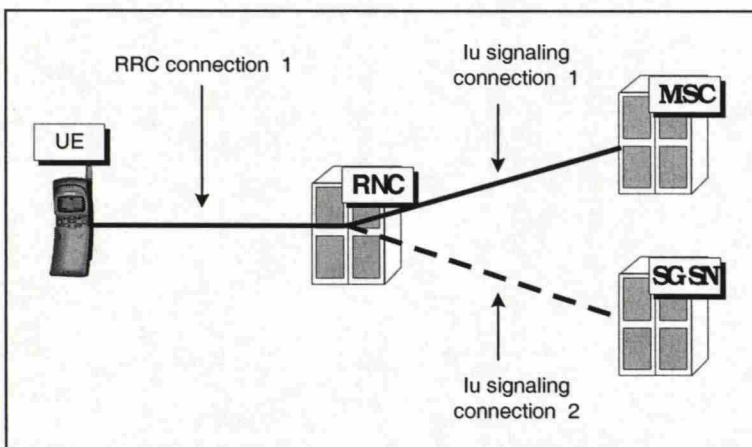 RRC connection 1
Iu signaling
connection 1
MSC
UE
RNC
SGSN
Iu signaling
connection 2